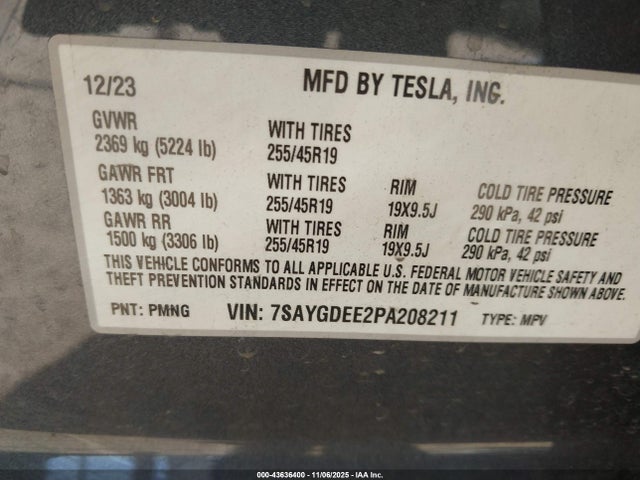 12/23 MFD BY TESLA, INC.
GVWR
2369 kg (5224 lb) WITH TIRES 255/45R19
GAWR FRT
1363 kg (3004 lb) WITH TIRES 255/45R19 RIM 19X9.5J COLD TIRE PRESSURE 290 kPa, 42 psi
GAWR RR
1500 kg (3306 lb) WITH TIRES 255/45R19 RIM 19X9.5J COLD TIRE PRESSURE 290 kPa, 42 psi
THIS VEHICLE CONFORMS TO ALL APPLICABLE U.S. FEDERAL MOTOR VEHICLE SAFETY AND
THEFT PREVENTION STANDARDS IN EFFECT ON THE DATE OF MANUFACTURE SHOWN ABOVE.
PNT: PMNG VIN: 7SAYGDEE2PA208211 TYPE: MPV
000-43636400 - 11/06/2025 - IAA Inc.